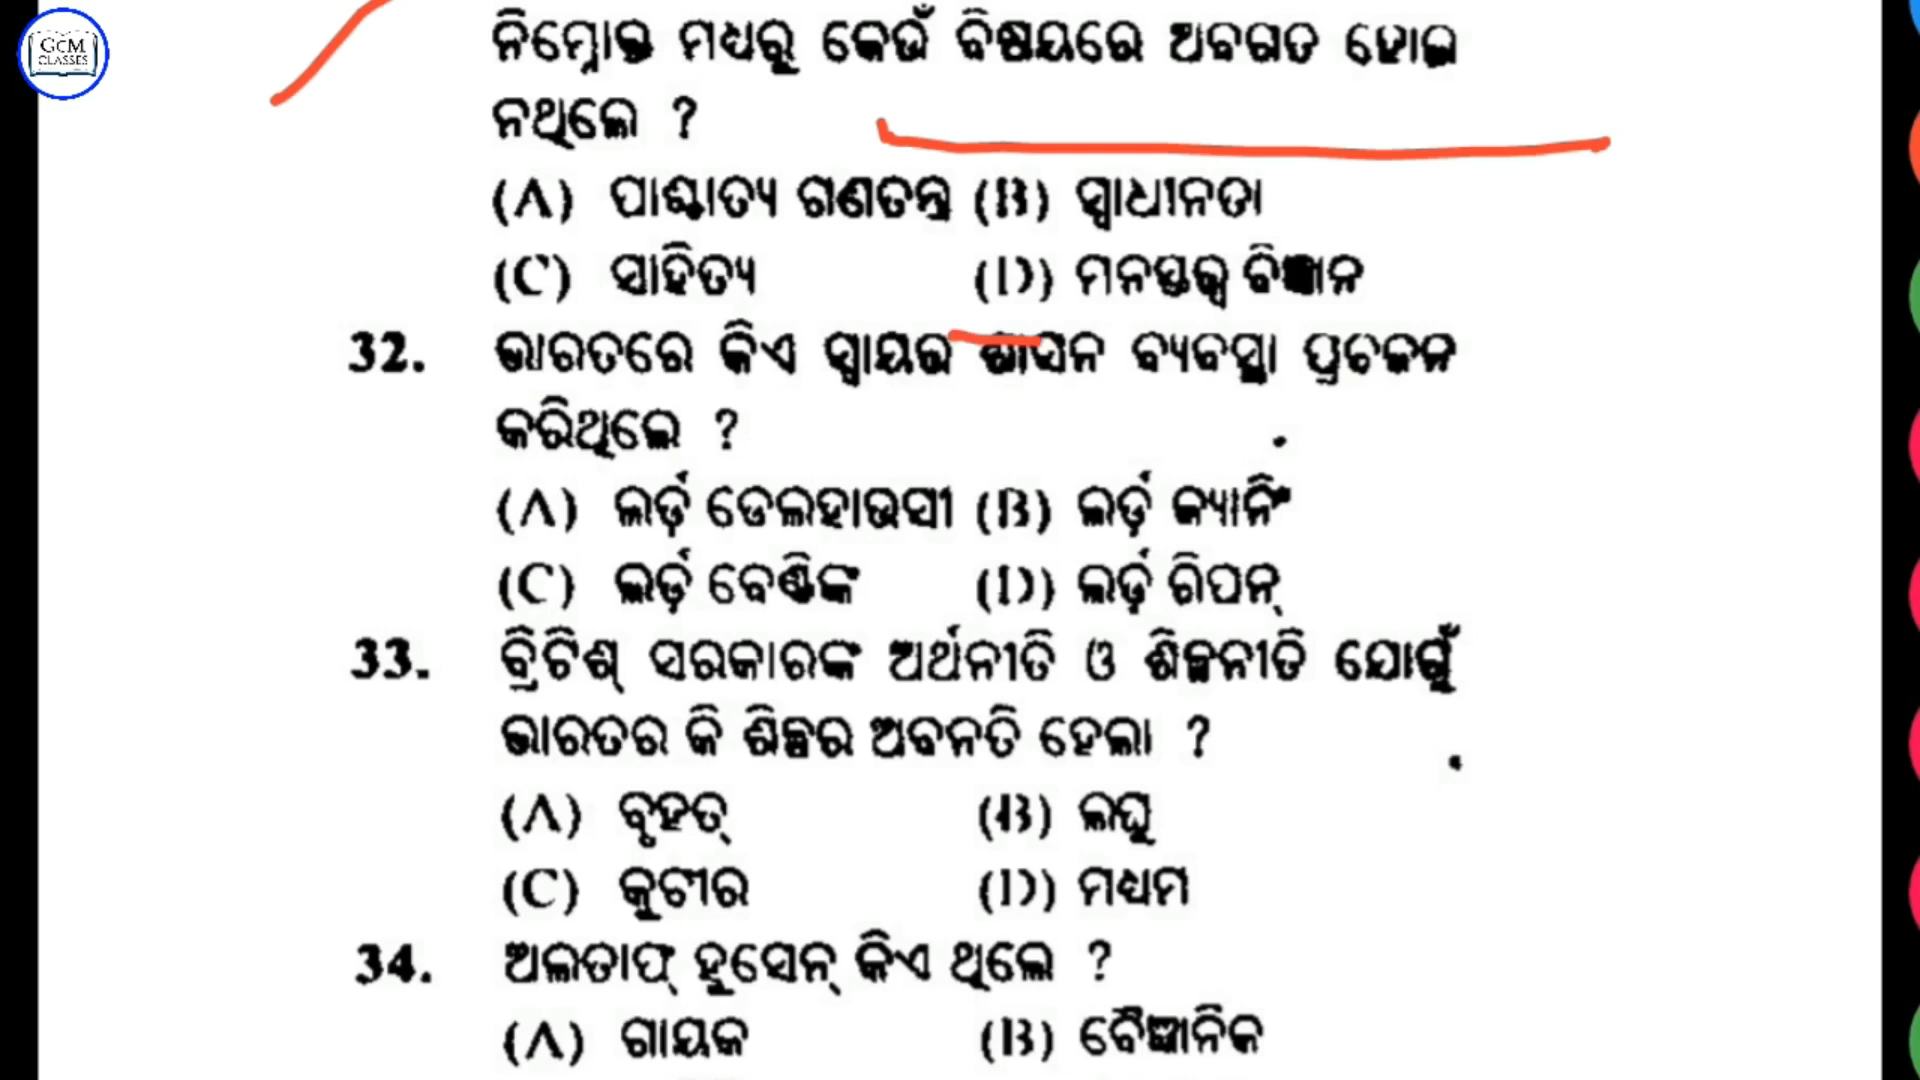 GCM
CLASSES
ନିମ୍ନୋକ୍ତ ମଧ୍ୟରୁ କେଉଁ ବିଷୟରେ ଅବଗତ ହୋଇ
ନଥିଲେ ?
(A) ପାଶ୍ଚାତ୍ୟ ଗଣତନ୍ତ୍ର (B) ସ୍ୱାଧୀନତା
(C) ସାହିତ୍ୟ (D) ମନସ୍ତତ୍ତ୍ୱ ବିଜ୍ଞାନ
32. ଭାରତରେ କିଏ ସ୍ୱାୟତ୍ତ ଶାସନ ବ୍ୟବସ୍ଥା ପ୍ରଚଳନ
କରିଥିଲେ ?
(A) ଲର୍ଡ଼ ଡେଲହାଉସୀ (B) ଲର୍ଡ଼ କ୍ୟାନିଂ
(C) ଲର୍ଡ଼ ବେଣ୍ଟିଙ୍କ (D) ଲର୍ଡ଼ ରିପନ୍
33. ବ୍ରିଟିଶ୍ ସରକାରଙ୍କ ଅର୍ଥନୀତି ଓ ଶିଳ୍ପନୀତି ଯୋଗୁଁ
ଭାରତର କି ଶିଳ୍ପର ଅବନତି ହେଲା ?
(A) ବୃହତ୍ (B) ଲଘୁ
(C) କୁଟୀର (D) ମଧ୍ୟମ
34. ଅଲତାଫ୍ ହୁସେନ୍ କିଏ ଥିଲେ ?
(A) ଗାୟକ (B) ବୈଜ୍ଞାନିକ